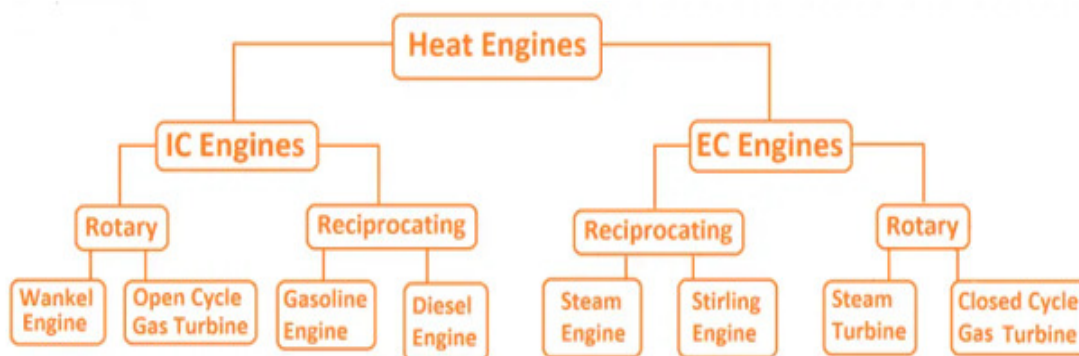 Heat Engines
IC Engines
EC Engines
Rotary
Reciprocating
Reciprocating
Rotary
Wankel
Engine
Open Cycle
Gas Turbine
Gasoline
Engine
Diesel
Engine
Steam
Engine
Stirling
Engine
Steam
Turbine
Closed Cycle
Gas Turbine